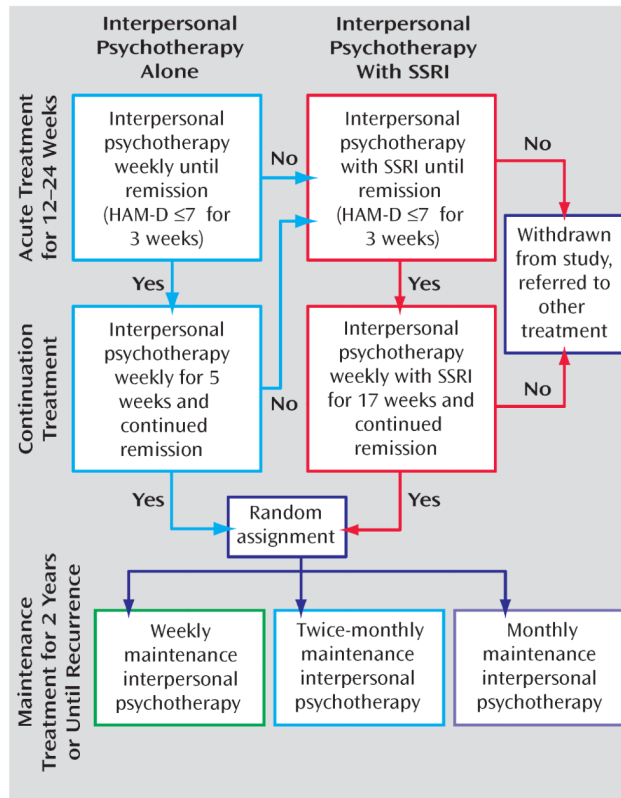 Interpersonal
Psychotherapy
Alone
Interpersonal
Psychotherapy
With SSRI
Acute Treatment
for 12–24 Weeks
Interpersonal
psychotherapy
weekly until
remission
(HAM-D ≤7 for
3 weeks)
No
Interpersonal
psychotherapy
with SSRI until
remission
(HAM-D ≤7 for
3 weeks)
No
Withdrawn
from study,
referred to
other
treatment
Yes
Yes
Continuation
Treatment
Interpersonal
psychotherapy
weekly for 5
weeks and
continued
remission
No
Interpersonal
psychotherapy
weekly with SSRI
for 17 weeks and
continued
remission
No
Yes
Yes
Random
assignment
Maintenance
Treatment for 2 Years
or Until Recurrence
Weekly
maintenance
interpersonal
psychotherapy
Twice-monthly
maintenance
interpersonal
psychotherapy
Monthly
maintenance
interpersonal
psychotherapy